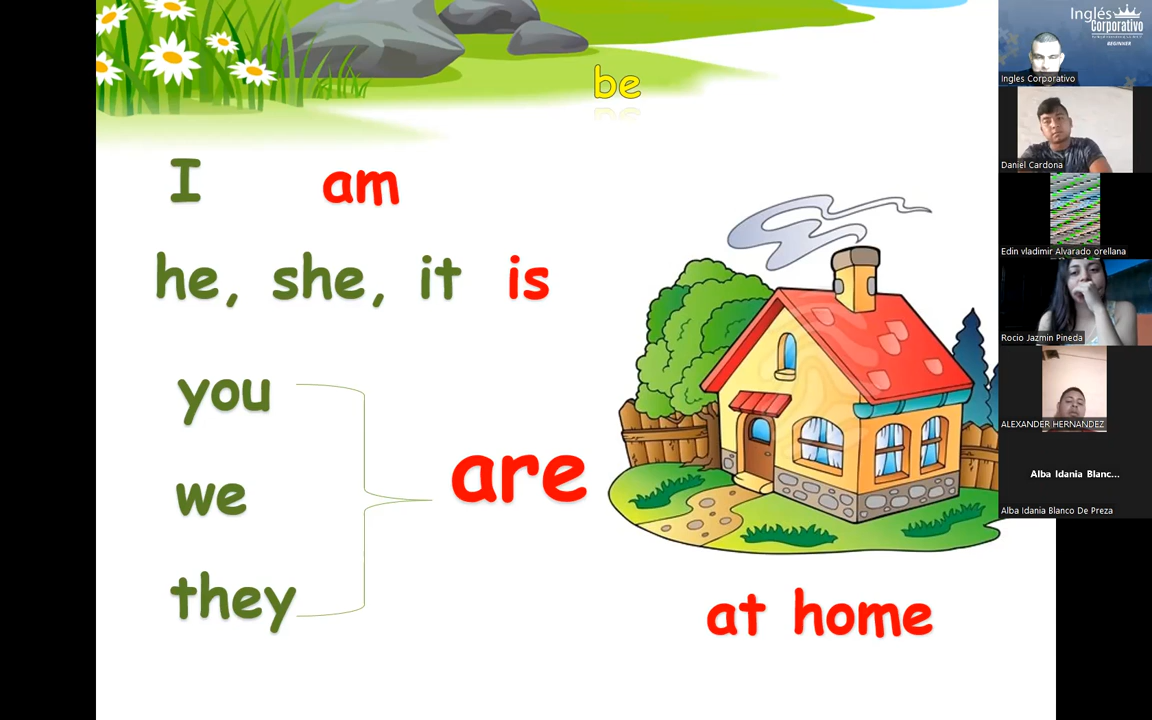 be
I am
he, she, it is
you
we
are
they
at home
Inglés
Corporativo
BEGINNER
Ingles Corporativo
Daniel Cardona
Edin vladimir Alvarado orellana
Rocio Jazmin Pineda
ALEXANDER HERNANDEZ
Alba Idania Blanc...
Alba Idania Blanco De Preza